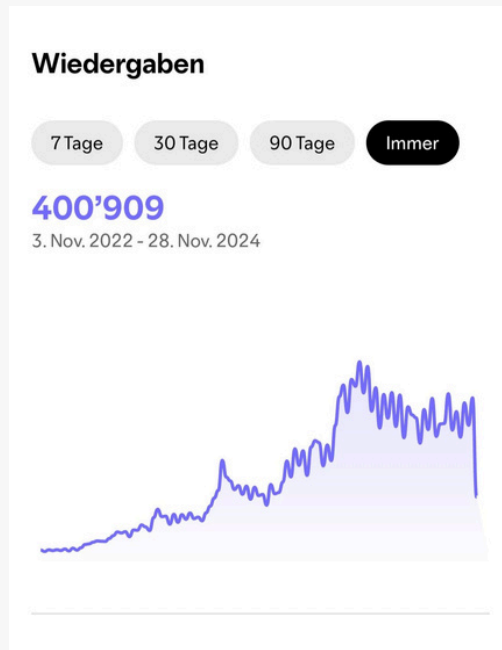 Wiedergaben
7 Tage 30 Tage 90 Tage Immer
400’909
3. Nov. 2022 - 28. Nov. 2024